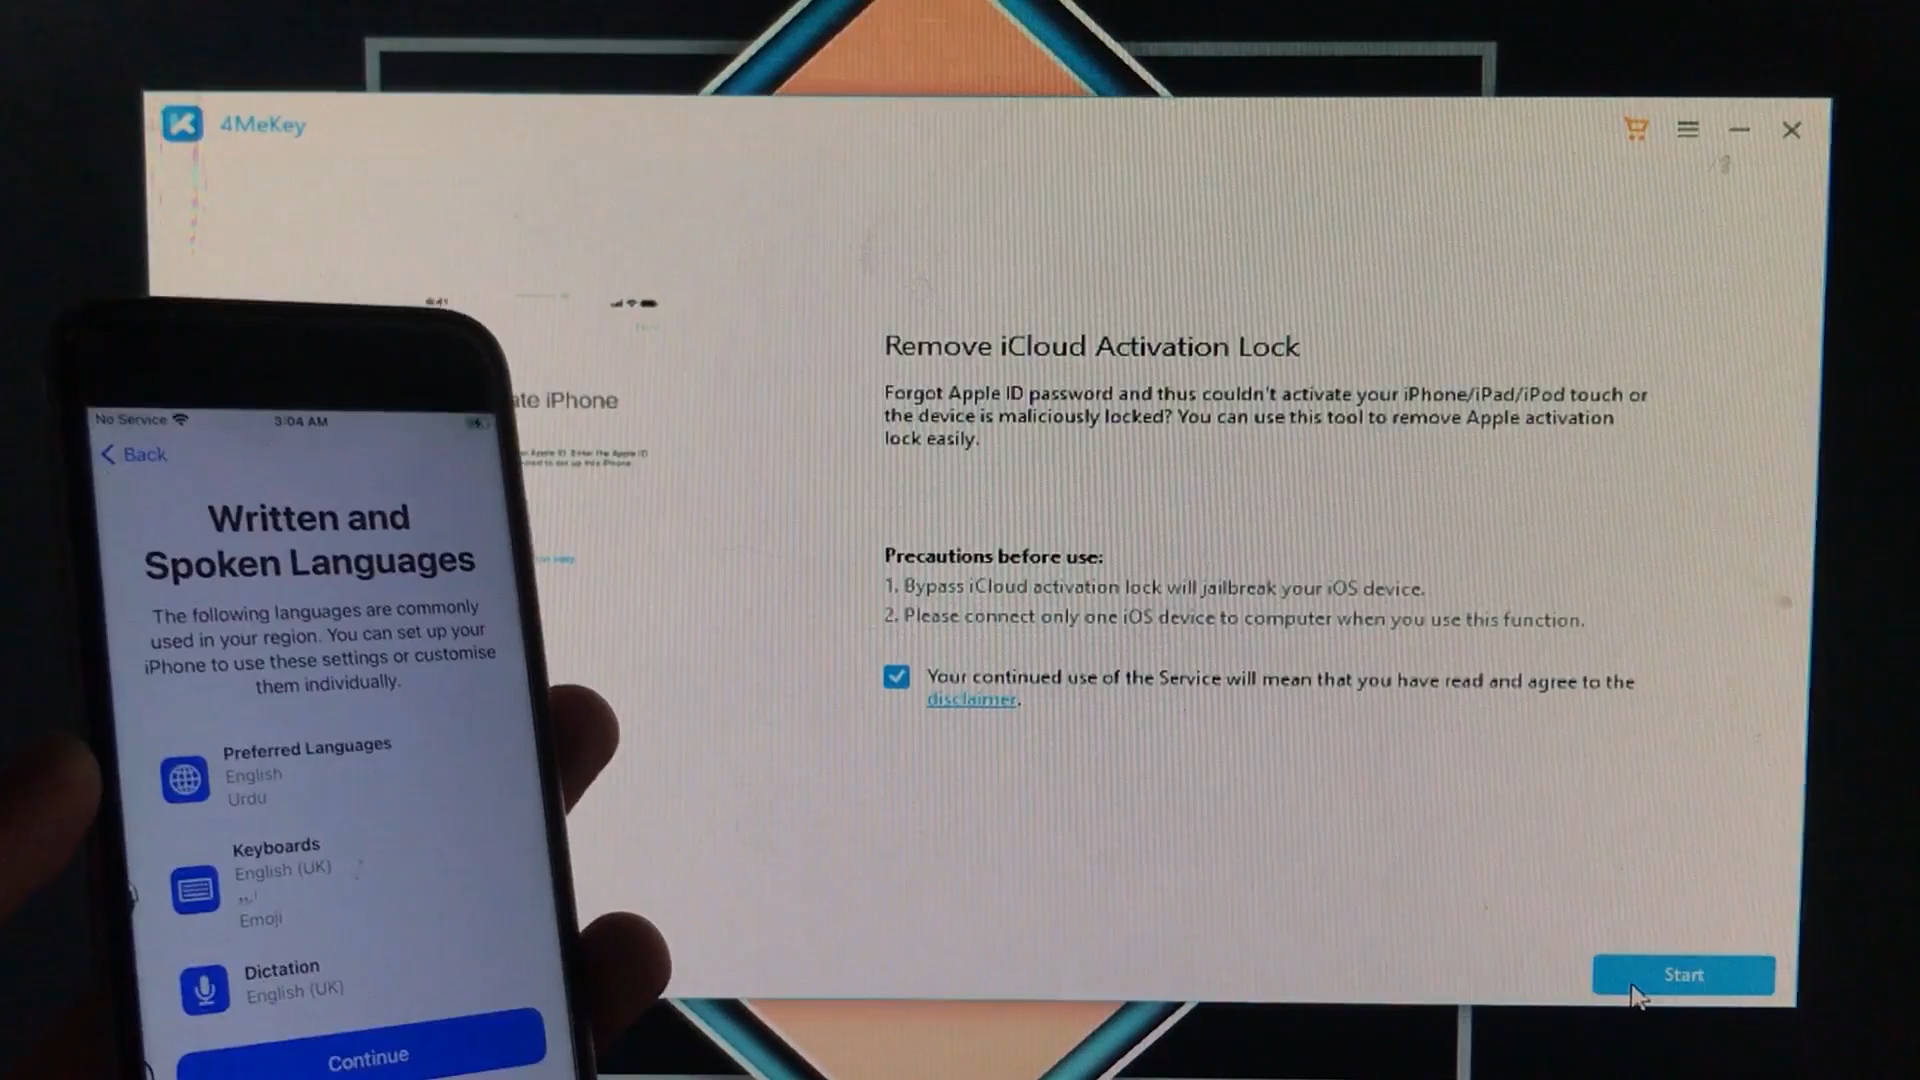 4MeKey
ate iPhone
Remove iCloud Activation Lock
Forgot Apple ID password and thus couldn't activate your iPhone/iPad/iPod touch or
the device is maliciously locked? You can use this tool to remove Apple activation
lock easily.
Precautions before use:
1. Bypass iCloud activation lock will jailbreak your iOS device.
2. Please connect only one iOS device to computer when you use this function.
Your continued use of the Service will mean that you have read and agree to the
disclaimer.
Start
No Service
3:04 AM
Back
Written and
Spoken Languages
The following languages are commonly
used in your region. You can set up your
iPhone to use these settings or customise
them individually.
Preferred Languages
English
Urdu
Keyboards
English (UK)
Emoji
Dictation
English (UK)
Continue